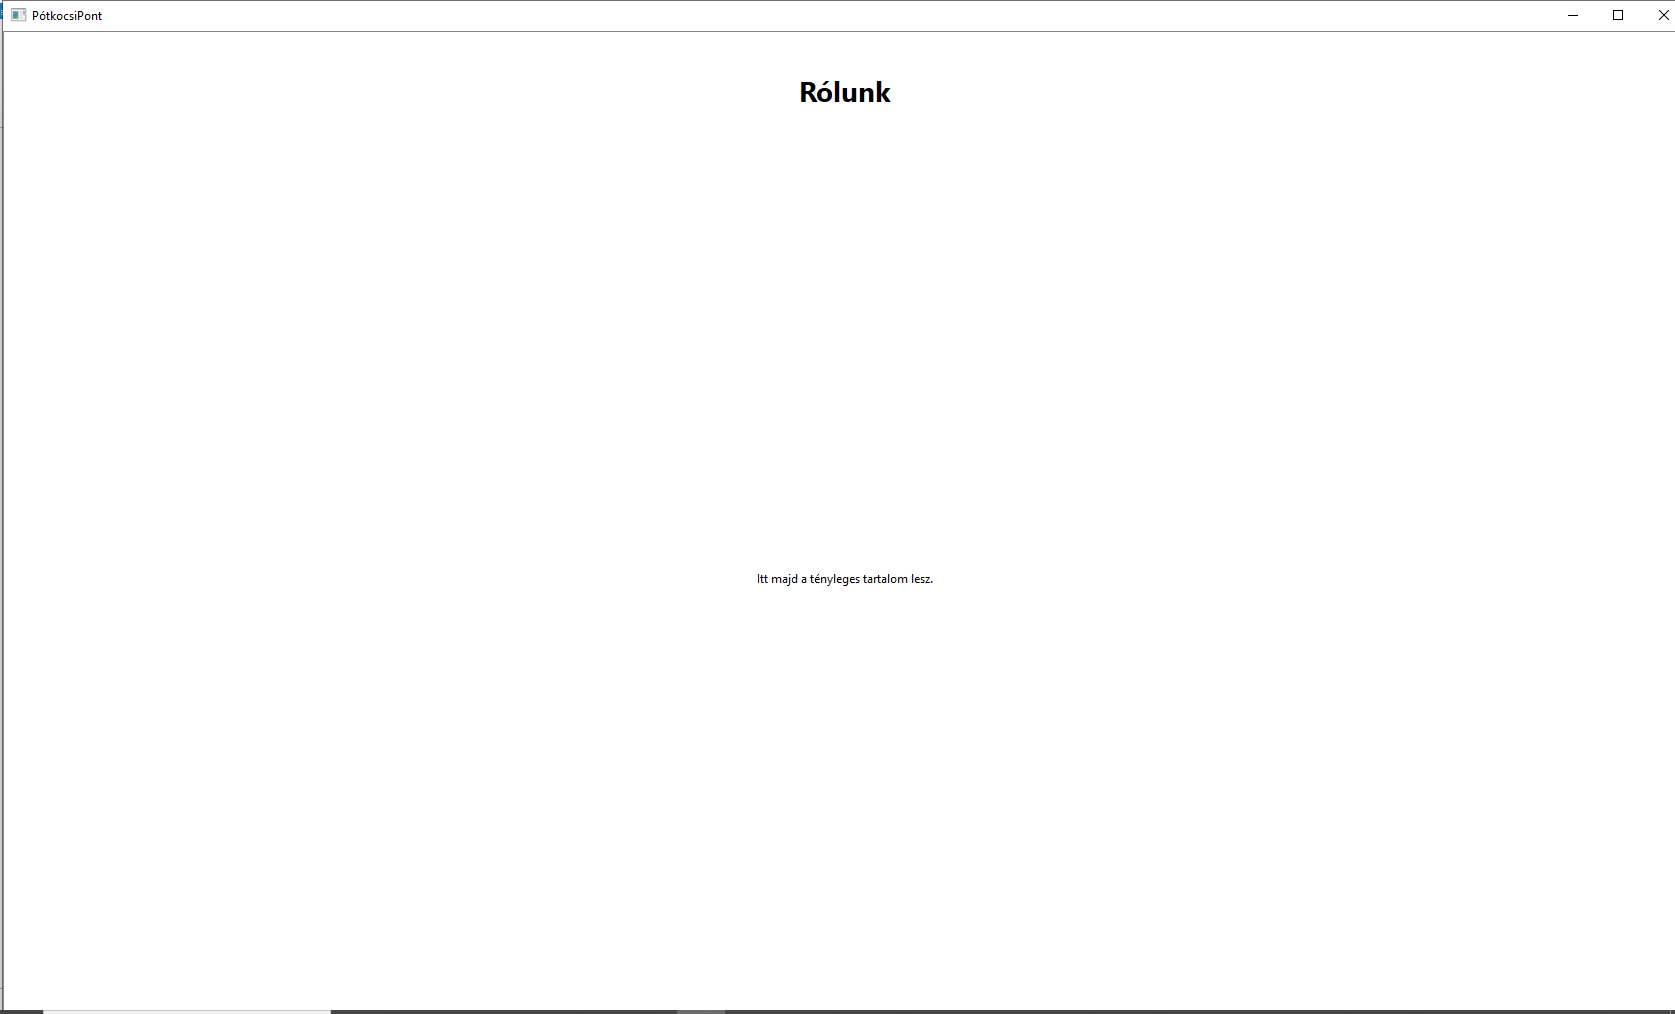 PótkocsiPont
Rólunk
Itt majd a tényleges tartalom lesz.